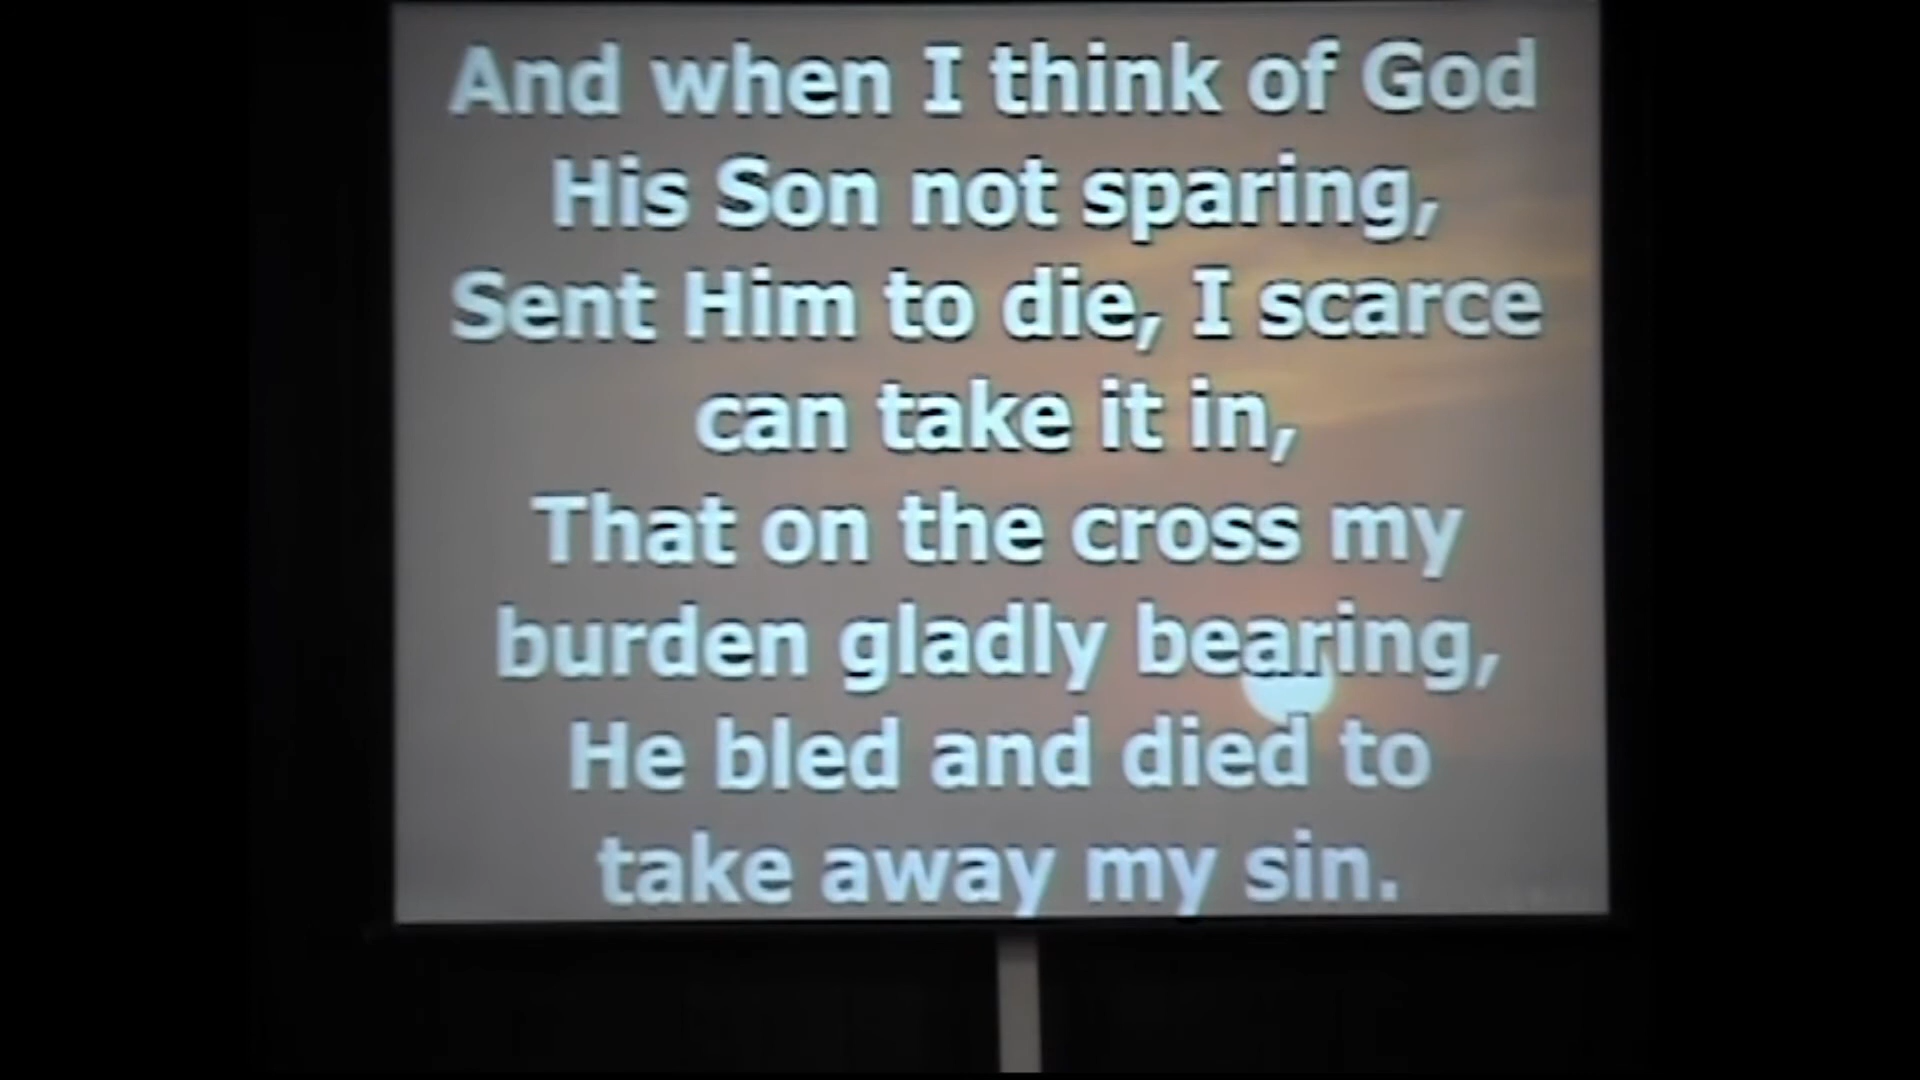 And when I think of God
His Son not sparing,
Sent Him to die, I scarce
can take it in,
That on the cross my
burden gladly bearing,
He bled and died to
take away my sin.